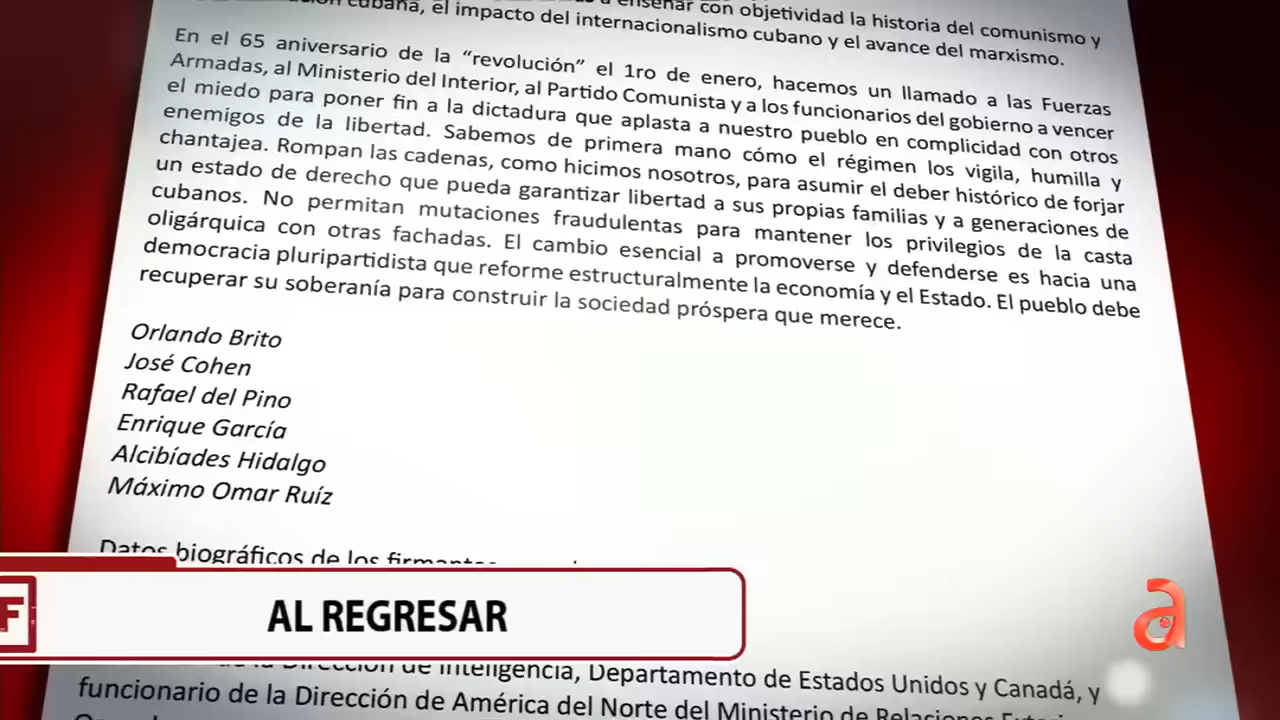 enseñar con objetividad la historia del comunismo y
cubana, el impacto del internacionalismo cubano y el avance del marxismo.
En el 65 aniversario de la “revolución” el 1ro de enero, hacemos un llamado a las Fuerzas
Armadas, al Ministerio del Interior, al Partido Comunista y a los funcionarios del gobierno a vencer
el miedo para poner fin a la dictadura que aplasta a nuestro pueblo en complicidad con otros
enemigos de la libertad. Sabemos de primera mano cómo el régimen los vigila, humilla y
chantajea. Rompan las cadenas, como hicimos nosotros, para asumir el deber histórico de forjar
un estado de derecho que pueda garantizar libertad a sus propias familias y a generaciones de
cubanos. No permitan mutaciones fraudulentas para mantener los privilegios de la casta
oligárquica con otras fachadas. El cambio esencial a promoverse y defenderse es hacia una
democracia pluripartidista que reforme estructuralmente la economía y el Estado. El pueblo debe
recuperar su soberanía para construir la sociedad próspera que merece.
Orlando Brito
José Cohen
Rafael del Pino
Enrique García
Alcibíades Hidalgo
Máximo Omar Ruíz
Datos biográficos de los firmantes
F
AL REGRESAR
a
de la Dirección de Inteligencia, Departamento de Estados Unidos y Canadá, y
funcionario de la Dirección de América del Norte del Ministerio de Relaciones